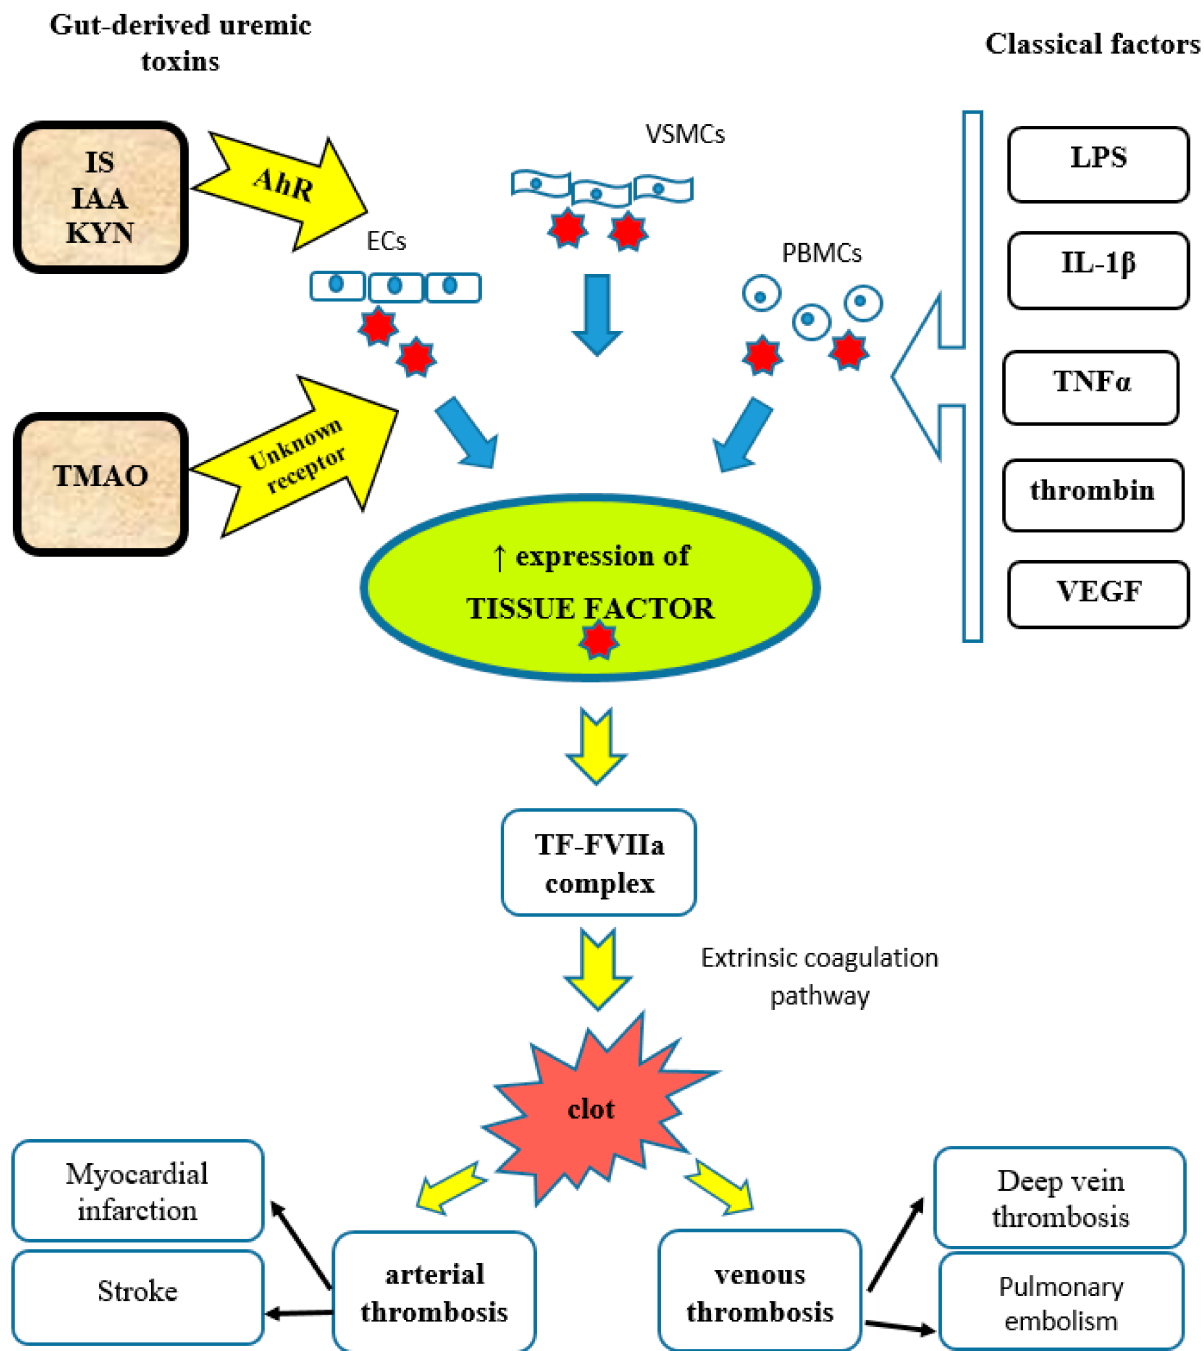 Gut-derived uremic
toxins
Classical factors
IS
IAA
KYN
AhR
VSMCs
ECs
PBMCs
LPS
IL-1β
TNFα
thrombin
VEGF
TMAO
Unknown
receptor
↑ expression of
TISSUE FACTOR
TF-FVIIa
complex
Extrinsic coagulation
pathway
clot
Myocardial
infarction
Stroke
arterial
thrombosis
venous
thrombosis
Deep vein
thrombosis
Pulmonary
embolism